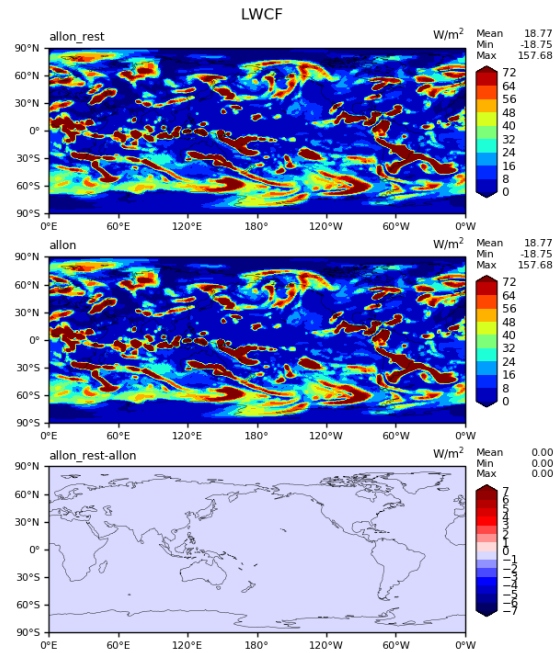 LWCF
allon_rest W/m² Mean 18.77
Min -18.75
Max 157.68
90°N
60°N
30°N
0°
30°S
60°S
90°S
0°E 60°E 120°E 180° 120°W 60°W 0°W
72
64
56
48
40
32
24
16
8
0
allon W/m² Mean 18.77
Min -18.75
Max 157.68
90°N
60°N
30°N
0°
30°S
60°S
90°S
0°E 60°E 120°E 180° 120°W 60°W 0°W
72
64
56
48
40
32
24
16
8
0
allon_rest-allon W/m² Mean 0.00
Min 0.00
Max 0.00
90°N
60°N
30°N
0°
30°S
60°S
90°S
0°E 60°E 120°E 180° 120°W 60°W 0°W
7
6
5
4
3
2
1
0
−1
−2
−3
−4
−5
−6
−7